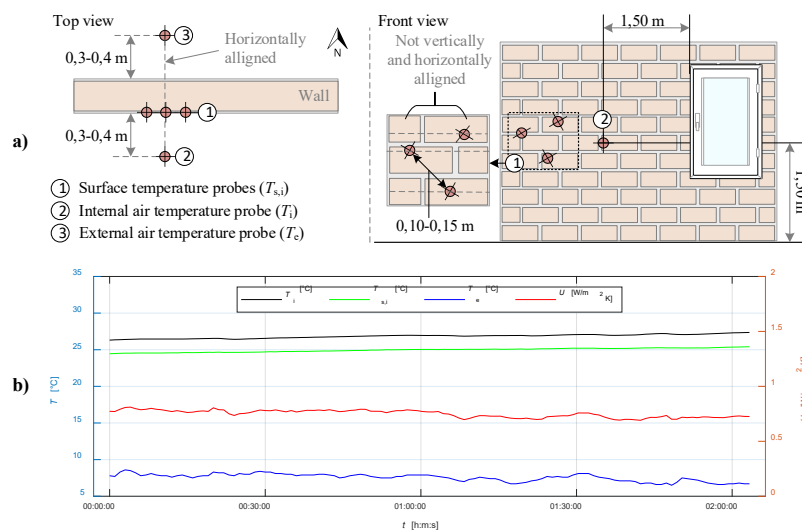 Top view
Front view
a)
3
0,3-0,4 m
Horizontally
alligned
N
Wall
1
0,3-0,4 m
2
1 Surface temperature probes (Ts,i)
2 Internal air temperature probe (Ti)
3 External air temperature probe (Te)
Not vertically
and horizontally
alligned
1
0,10-0,15 m
1,50 m
2
1,50 m
b)
T i [°C] T s,i [°C] T e [°C] U [W/m 2 K]
35
30
25
20
15
10
5
T [°C]
2
1.5
1
0.5
0
00:00:00 00:30:00 01:00:00 01:30:00 02:00:00
t [h:m:s]